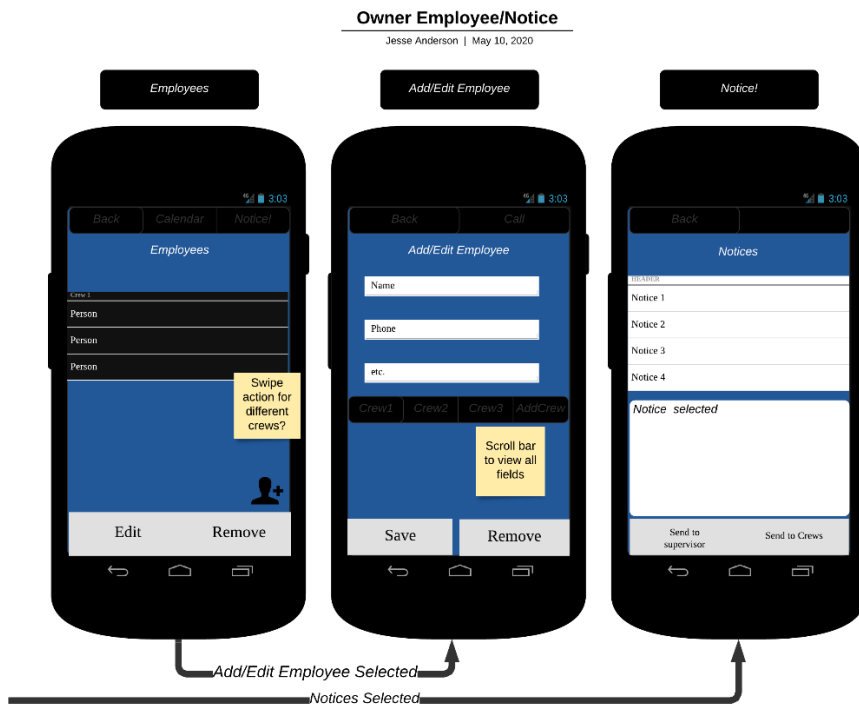 Owner Employee/Notice
Jesse Anderson | May 10, 2020
Employees
Add/Edit Employee
Notice!
4G 3:03
Back Calendar Notice!
Employees
Crew 1
Person
Person
Person
Swipe
action for
different
crews?
Edit Remove
4G 3:03
Back Call
Add/Edit Employee
Name
Phone
etc.
Crew1 Crew2 Crew3 AddCrew
Scroll bar
to view all
fields
Save Remove
4G 3:03
Back
Notices
HEADER
Notice 1
Notice 2
Notice 3
Notice 4
Notice selected
Send to
supervisor
Send to Crews
Add/Edit Employee Selected
Notices Selected